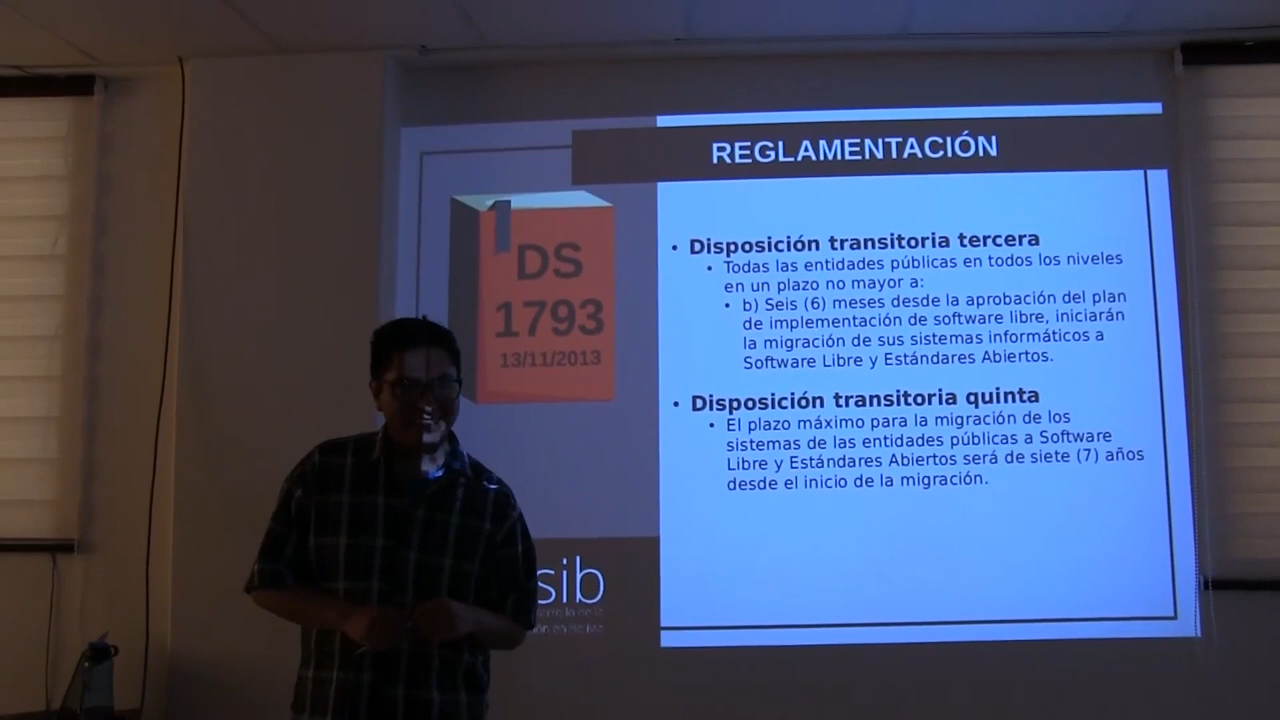 REGLAMENTACIÓN
DS
1793
13/11/2013
• Disposición transitoria tercera
• Todas las entidades públicas en todos los niveles
en un plazo no mayor a:
• b) Seis (6) meses desde la aprobación del plan
de implementación de software libre, iniciarán
la migración de sus sistemas informáticos a
Software Libre y Estándares Abiertos.
• Disposición transitoria quinta
• El plazo máximo para la migración de los
sistemas de las entidades públicas a Software
Libre y Estándares Abiertos será de siete (7) años
desde el inicio de la migración.
sib